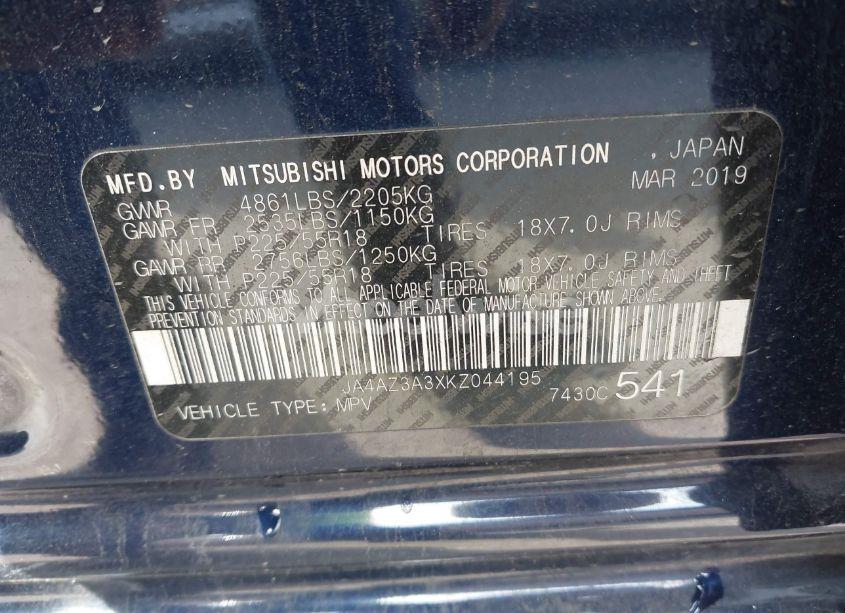 MFD.BY MITSUBISHI MOTORS CORPORATION , JAPAN
MAR 2019
GVWR 4861LBS/2205KG
GAWR FR 2535LBS/1150KG
WITH P225/55R18 TIRES 18X7.0J RIMS
GAWR RR 2756LBS/1250KG
WITH P225/55R18 TIRES 18X7.0J RIMS
THIS VEHICLE CONFORMS TO ALL APPLICABLE FEDERAL MOTOR VEHICLE SAFETY AND THEFT
PREVENTION STANDARDS IN EFFECT ON THE DATE OF MANUFACTURE SHOWN ABOVE.
JA4AZ3A3XKZ044195
VEHICLE TYPE: MPV 7430C 541